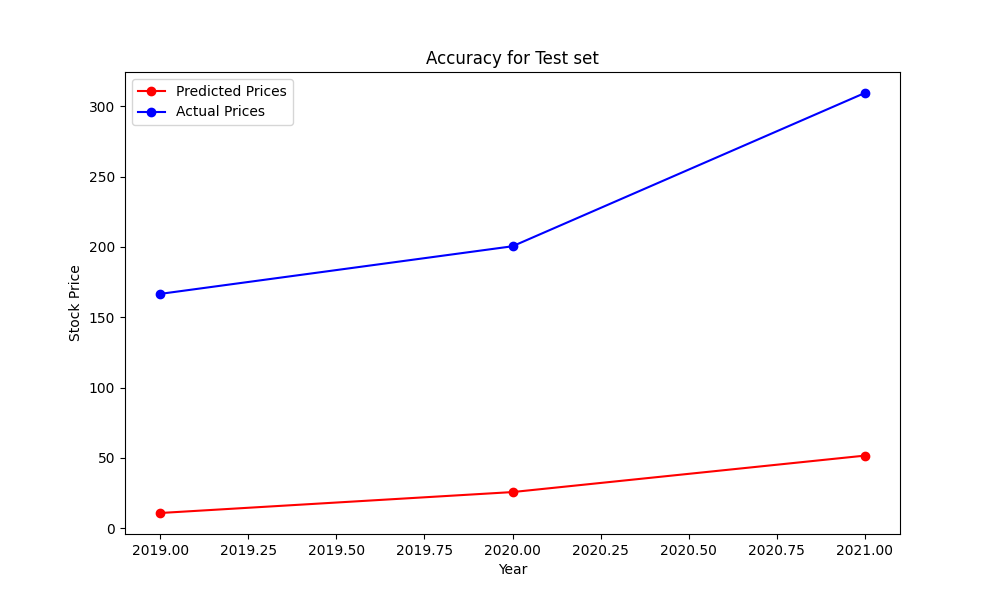 Accuracy for Test set
Predicted Prices
Actual Prices
300
250
200
150
100
50
0
Stock Price
2019.00 2019.25 2019.50 2019.75 2020.00 2020.25 2020.50 2020.75 2021.00
Year